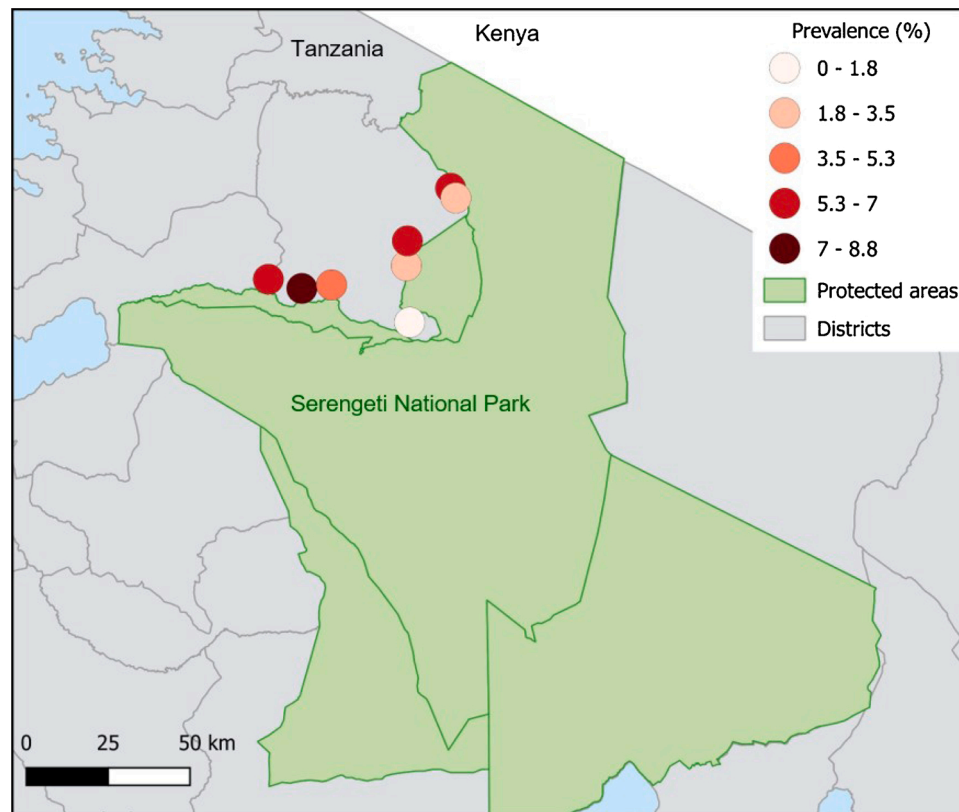 Tanzania
Kenya
Prevalence (%)
0 - 1.8
1.8 - 3.5
3.5 - 5.3
5.3 - 7
7 - 8.8
Protected areas
Districts
Serengeti National Park
0 25 50 km